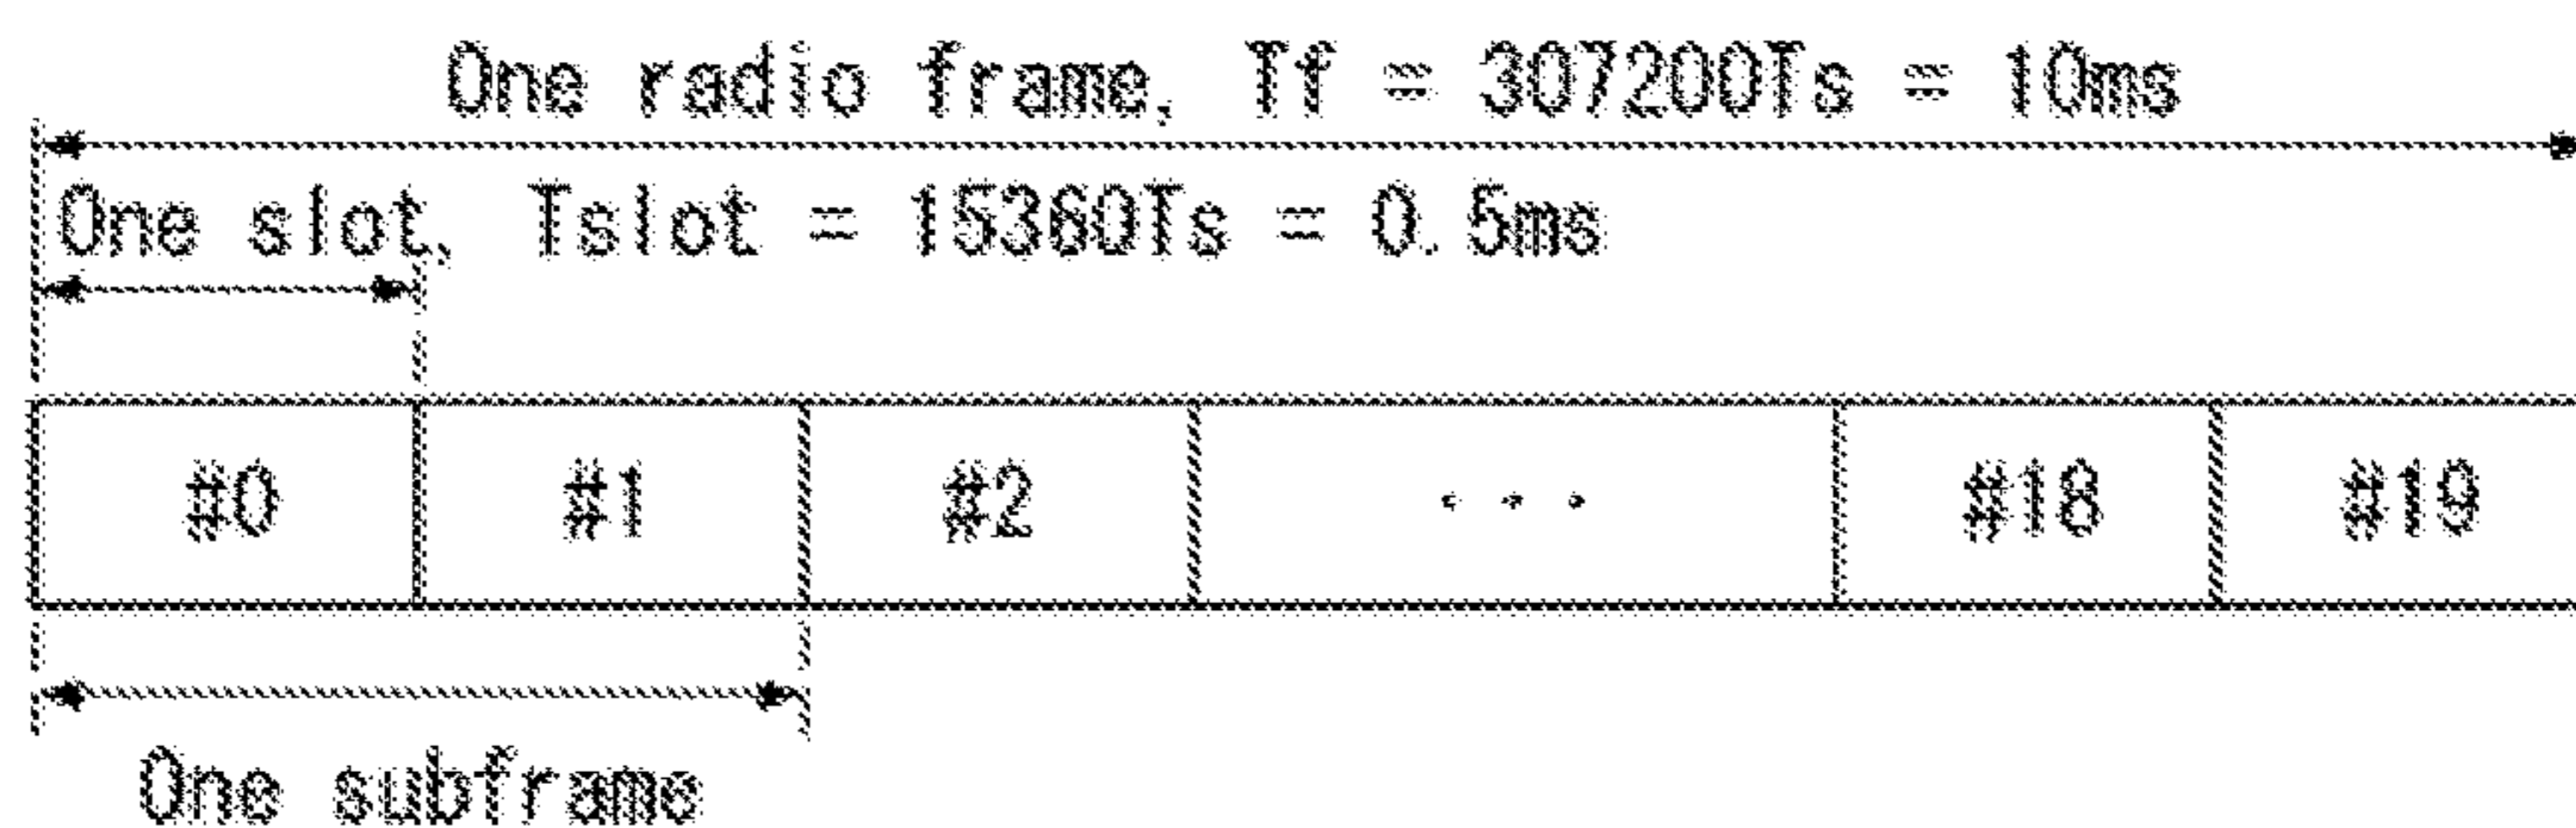 One radio frame, Tf = 307200Ts = 10ms
One slot, Tslot = 15360Ts = 0.5ms
#0 #1 #2 ... #18 #19
One subframe